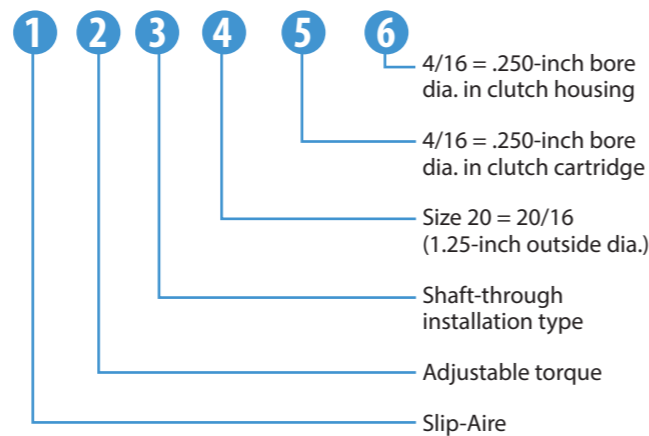 1 2 3 4 5 6
4/16 = .250-inch bore
dia. in clutch housing
4/16 = .250-inch bore
dia. in clutch cartridge
Size 20 = 20/16
(1.25-inch outside dia.)
Shaft-through
installation type
Adjustable torque
Slip-Aire